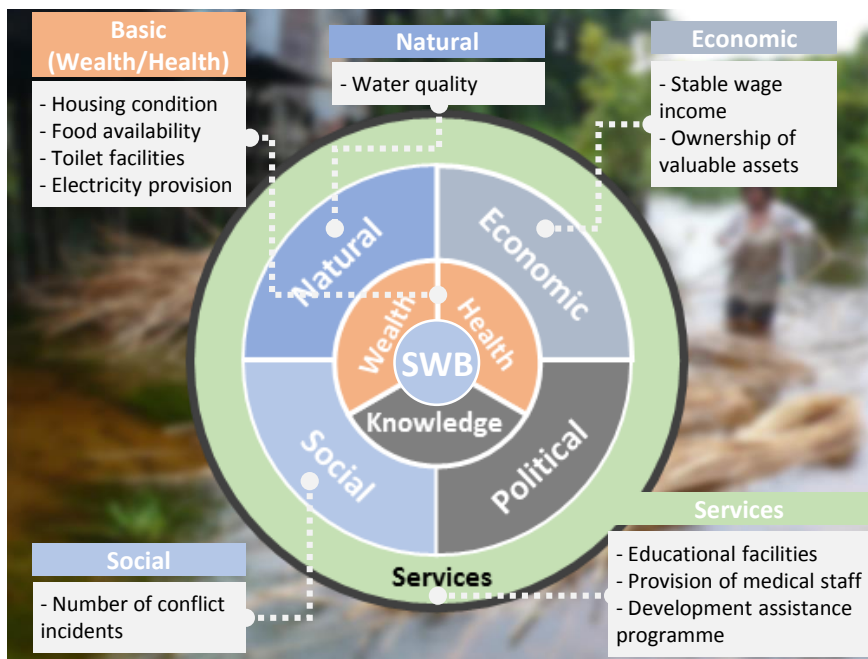 Basic
(Wealth/Health)
- Housing condition
- Food availability
- Toilet facilities
- Electricity provision
Natural
- Water quality
Economic
- Stable wage
income
- Ownership of
valuable assets
Natural
Economic
Wealth
Health
SWB
Knowledge
Social
Political
Services
Social
- Number of conflict
incidents
Services
- Educational facilities
- Provision of medical staff
- Development assistance
programme